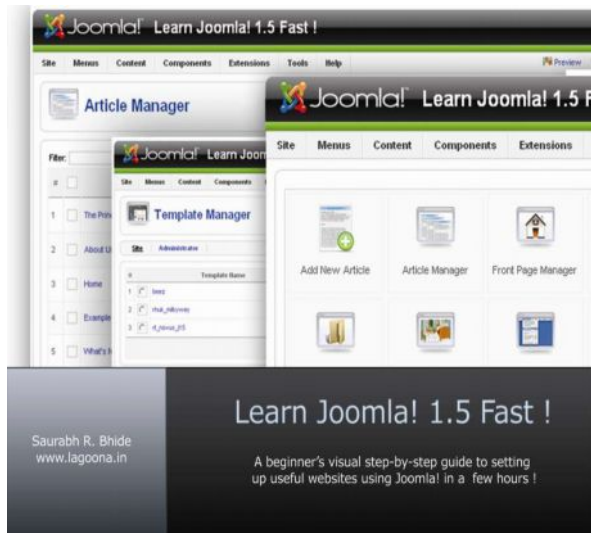 Joomla! Learn Joomla! 1.5 Fast !
Site Menus Content Components Extensions Tools Help Preview
Article Manager
Filter:
#
1 The
2 About U
3 Home
4 Example
5 What's
Joomla! Learn Joom
Site Menus Content Components
Template Manager
Site Administrator
# Template Name
1 beez
2 rhuk_milkyway
3
Joomla! Learn Joomla! 1.5 F
Site Menus Content Components Extensions
Add New Article Article Manager Front Page Manager
Saurabh R. Bhide
www.lagoona.in
Learn Joomla! 1.5 Fast !
A beginner's visual step-by-step guide to setting
up useful websites using Joomla! in a few hours !